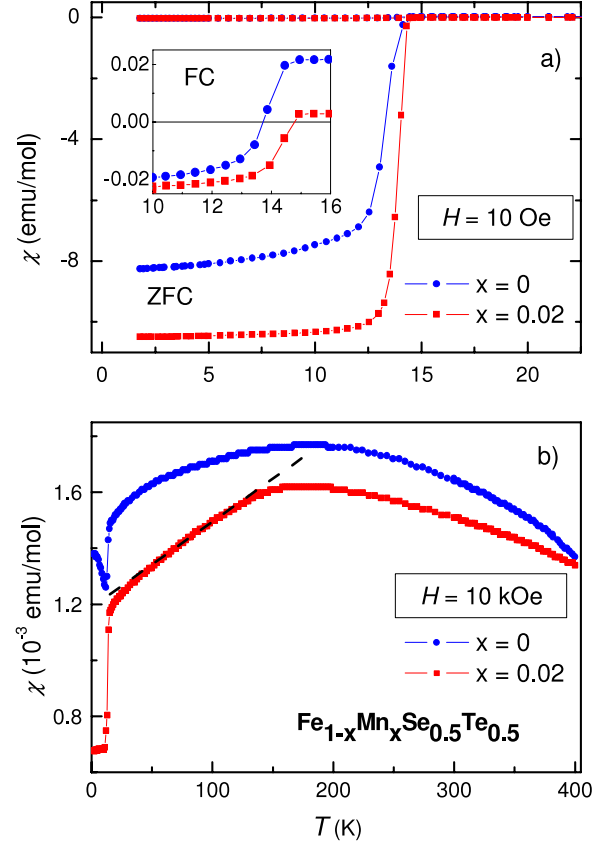 a)
0
-4
-8
χ (emu/mol)
0.02
0.00
-0.02
FC
10 12 14 16
H = 10 Oe
ZFC
x = 0
x = 0.02
0 5 10 15 20
b)
1.6
1.2
0.8
χ (10⁻³ emu/mol)
H = 10 kOe
x = 0
x = 0.02
Fe₁₋ₓMnₓSe₀.₅Te₀.₅
0 100 200 300 400
T (K)